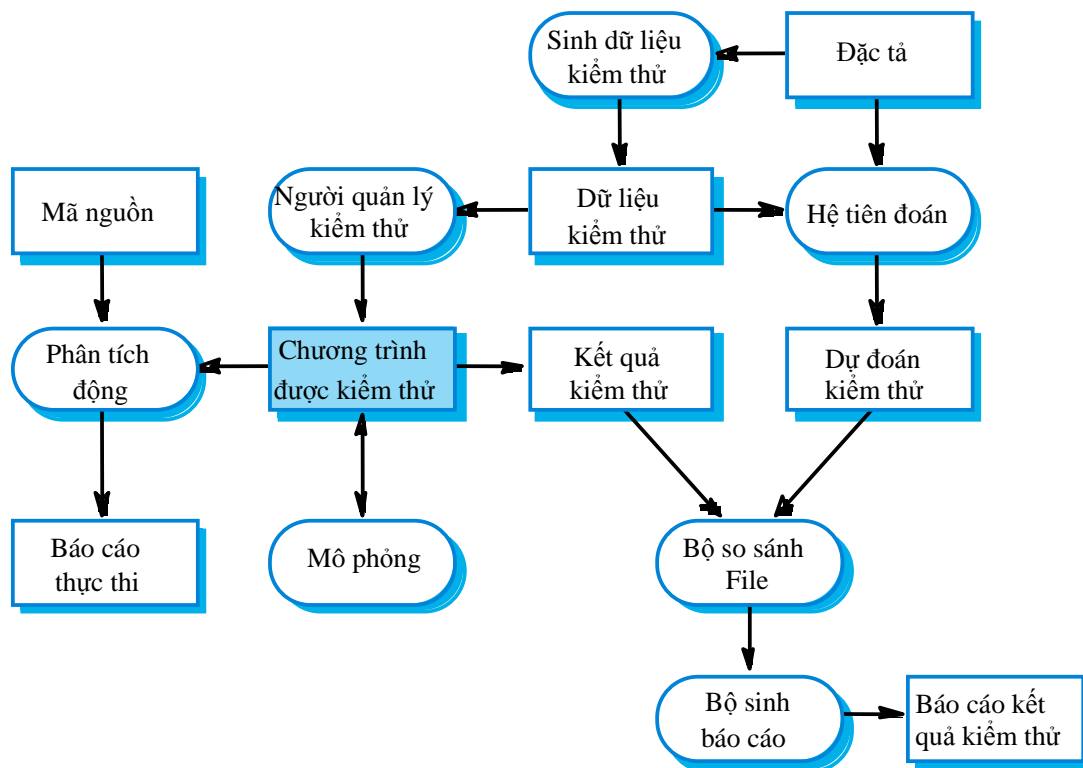 Sinh dữ liệu
kiểm thử
Đặc tả
Mã nguồn
Người quản lý
kiểm thử
Dữ liệu
kiểm thử
Hệ tiên đoán
Phân tích
động
Chương trình
được kiểm thử
Kết quả
kiểm thử
Dự đoán
kiểm thử
Báo cáo
thực thi
Mô phỏng
Bộ so sánh
File
Bộ sinh
báo cáo
Báo cáo kết
quả kiểm thử